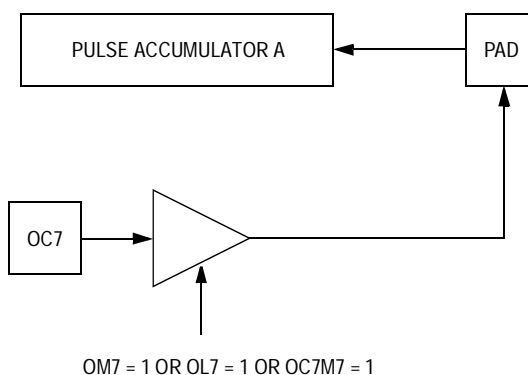 PULSE ACCUMULATOR A
PAD
OC7
OM7 = 1 OR OL7 = 1 OR OC7M7 = 1